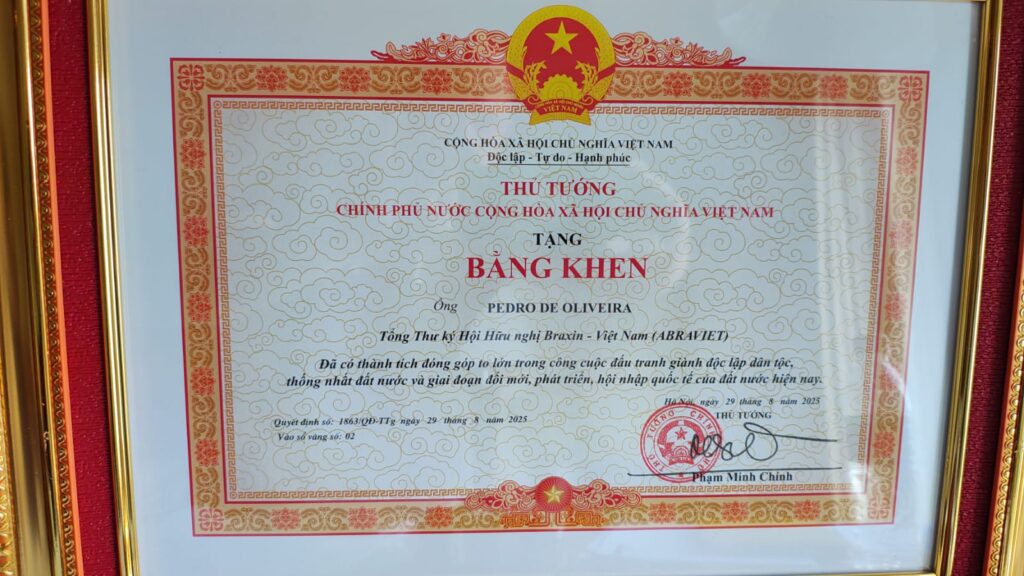 VIỆT NAM
CỘNG HÒA XÃ HỘI CHỦ NGHĨA VIỆT NAM
Độc lập - Tự do - Hạnh phúc
THỦ TƯỚNG
CHÍNH PHỦ NƯỚC CỘNG HÒA XÃ HỘI CHỦ NGHĨA VIỆT NAM
TẶNG
BẰNG KHEN
Ông PEDRO DE OLIVEIRA
Tổng Thư ký Hội Hữu nghị Braxin - Việt Nam (ABRAVIET)
Đã có thành tích đóng góp to lớn trong công cuộc đấu tranh giành độc lập dân tộc,
thống nhất đất nước và giai đoạn đổi mới, phát triển, hội nhập quốc tế của đất nước hiện nay.
Hà Nội, ngày 29 tháng 8 năm 2025
Quyết định số: 1863/QĐ-TTg ngày 29 tháng 8 năm 2025
Vào sổ vàng số: 02
THỦ TƯỚNG
Phạm Minh Chính